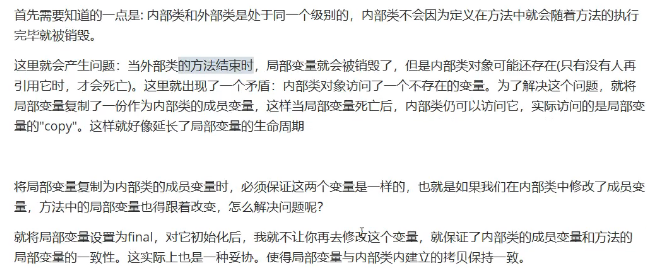 首先需要知道的一点是: 内部类和外部类是处于同一个级别的，内部类不会因为定义在方法中就会随着方法的执行
完毕就被销毁。
这里就会产生问题：当外部类的方法结束时，局部变量就会被销毁了，但是内部类对象可能还存在(只有没有人再
引用它时，才会死亡)。这里就出现了一个矛盾：内部类对象访问了一个不存在的变量。为了解决这个问题，就将
局部变量复制了一份作为内部类的成员变量，这样当局部变量死亡后，内部类仍可以访问它，实际访问的是局部变
量的"copy"。这样就好像延长了局部变量的生命周期
将局部变量复制为内部类的成员变量时，必须保证这两个变量是一样的，也就是如果我们在内部类中修改了成员变
量，方法中的局部变量也得跟着改变，怎么解决问题呢？
就将局部变量设置为final，对它初始化后，我就不让你再去修改这个变量，就保证了内部类的成员变量和方法的
局部变量的一致性。这实际上也是一种妥协。使得局部变量与内部类内建立的拷贝保持一致。